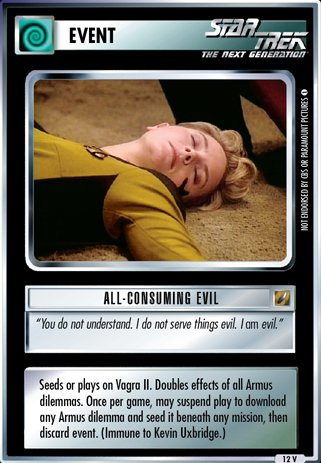 EVENT
STAR TREK
THE NEXT GENERATION
NOT ENDORSED BY CBS OR PARAMOUNT PICTURES
ALL-CONSUMING EVIL
"You do not understand. I do not serve things evil. I am evil."
Seeds or plays on Vagra II. Doubles effects of all Armus
dilemmas. Once per game, may suspend play to download
any Armus dilemma and seed it beneath any mission, then
discard event. (Immune to Kevin Uxbridge.)
12 V